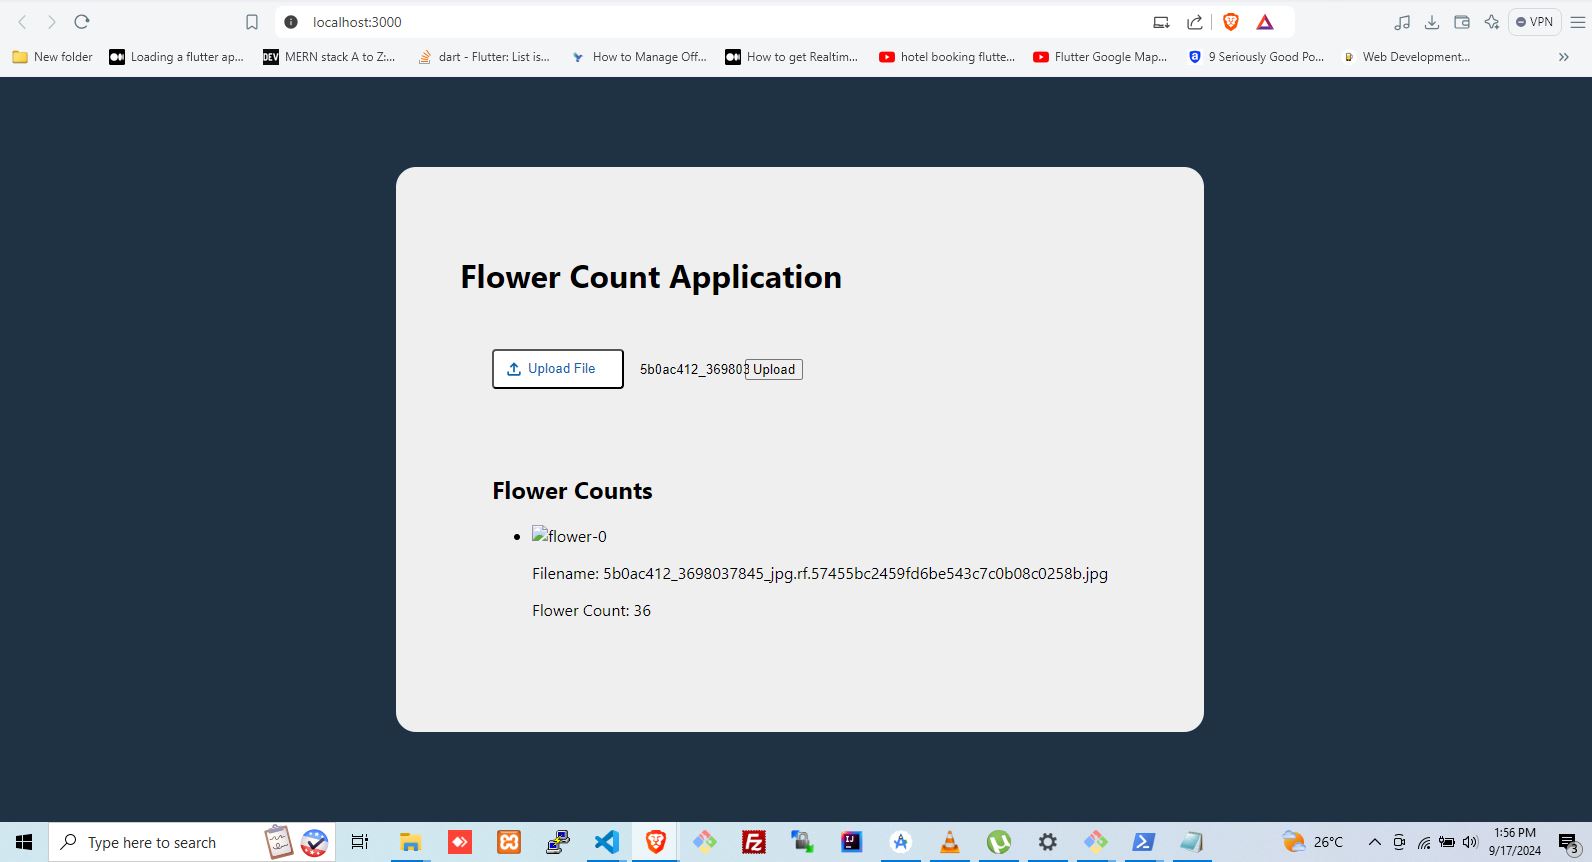 localhost:3000
VPN
New folder
Loading a flutter ap...
DEV
MERN stack A to Z:...
dart - Flutter: List is...
How to Manage Off...
How to get Realtim...
hotel booking flutte...
Flutter Google Map...
9 Seriously Good Po...
Web Development...
Flower Count Application
Upload File
5b0ac412_369803
Upload
Flower Counts
flower-0
Filename: 5b0ac412_3698037845_jpg.rf.57455bc2459fd6be543c7c0b08c0258b.jpg
Flower Count: 36
Type here to search
26°C
1:56 PM
9/17/2024
3